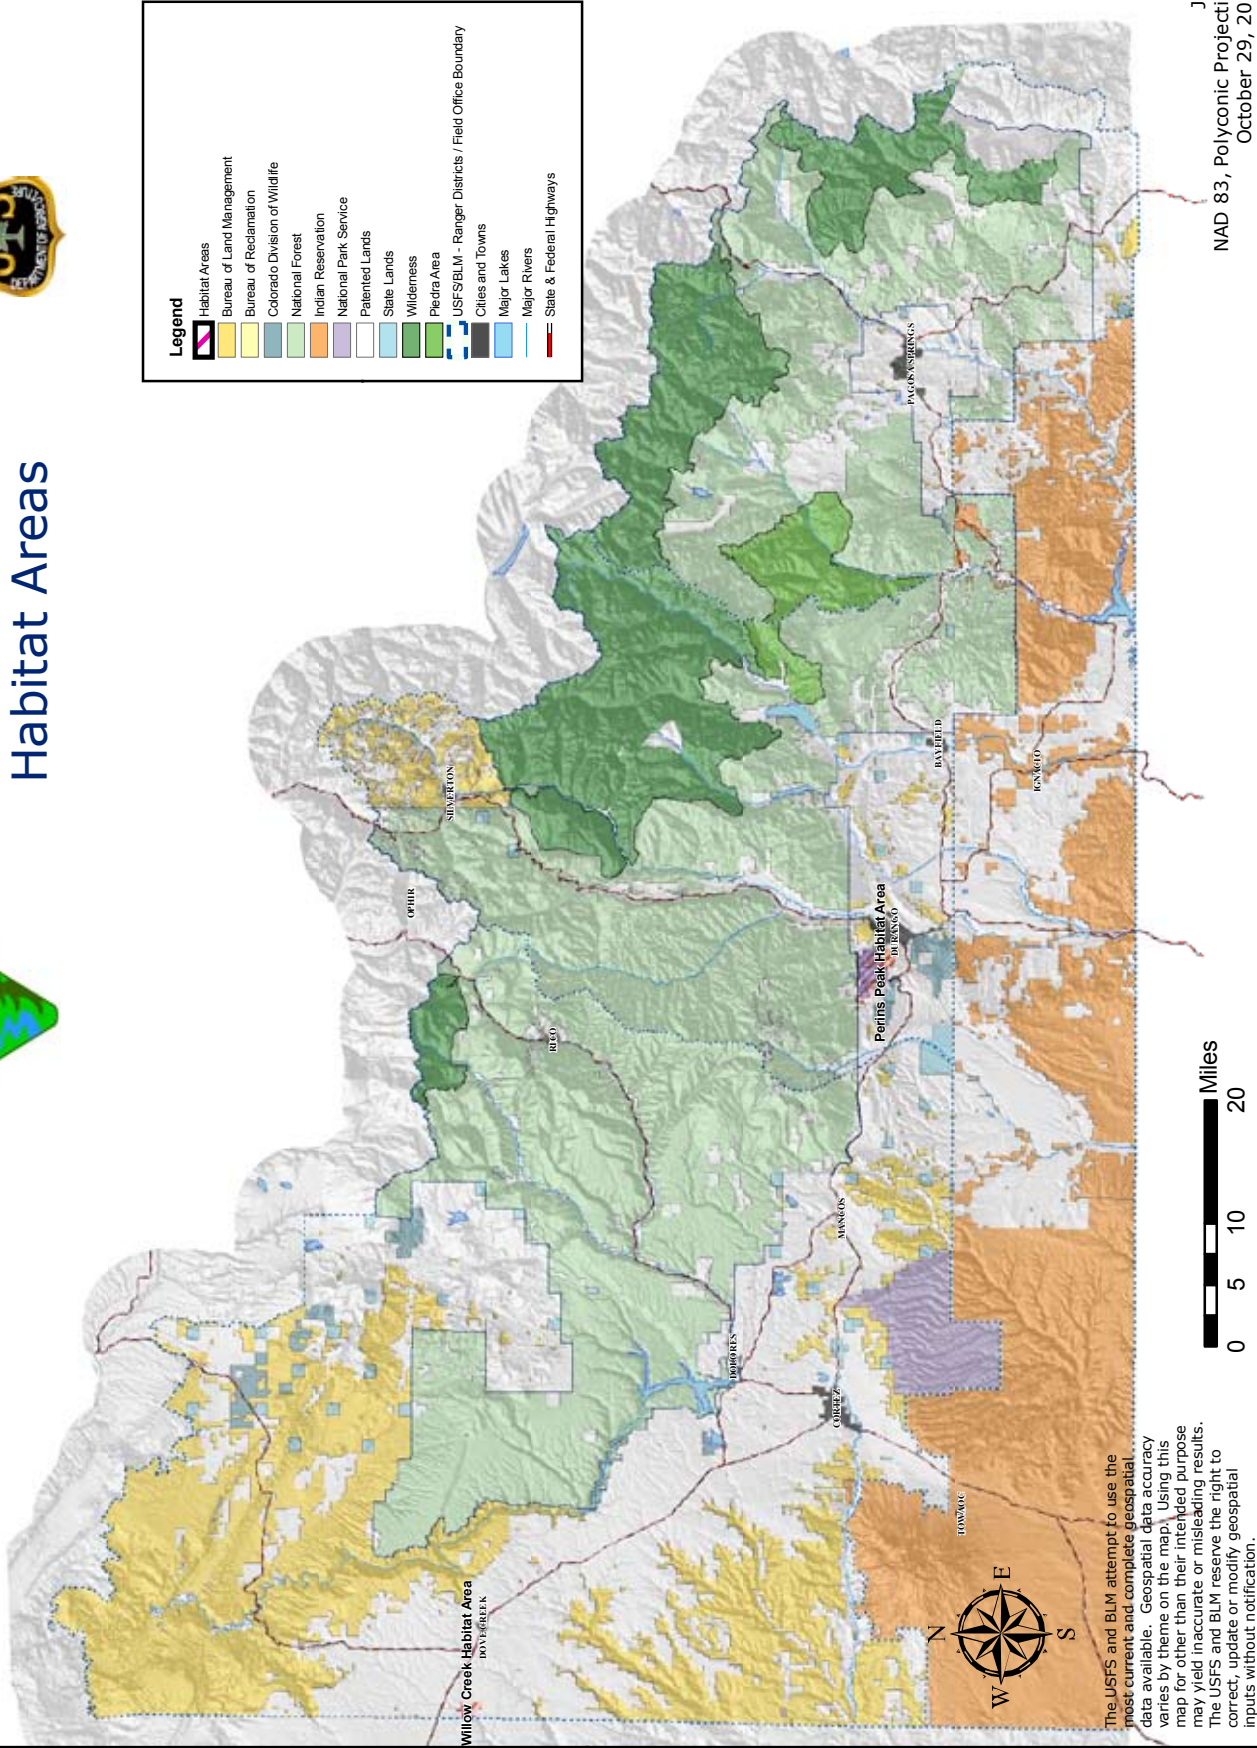 Habitat Areas
DEPARTMENT OF AGRICULTURE
Legend
Habitat Areas
Bureau of Land Management
Bureau of Reclamation
Colorado Division of Wildlife
National Forest
Indian Reservation
National Park Service
Patented Lands
State Lands
Wilderness
Piedra Area
USFS/BLM - Ranger Districts / Field Office Boundary
Cities and Towns
Major Lakes
Major Rivers
State & Federal Highways
SILVERTON
OPHIR
RICO
PAGOSA SPRINGS
BAYFIELD
IGNACIO
Perins Peak Habitat Area
DURANGO
MANCOS
DOLORES
CORTEZ
TOWAOC
Willow Creek Habitat Area
DOVE CREEK
N
W
E
S
The USFS and BLM attempt to use the
most current and complete geospatial
data available. Geospatial data accuracy
varies by theme on the map. Using this
map for other than their intended purpose
may yield inaccurate or misleading results.
The USFS and BLM reserve the right to
correct, update or modify geospatial
inputs without notification.
0 5 10 20
Miles
J
NAD 83, Polyconic Projecti
October 29, 20